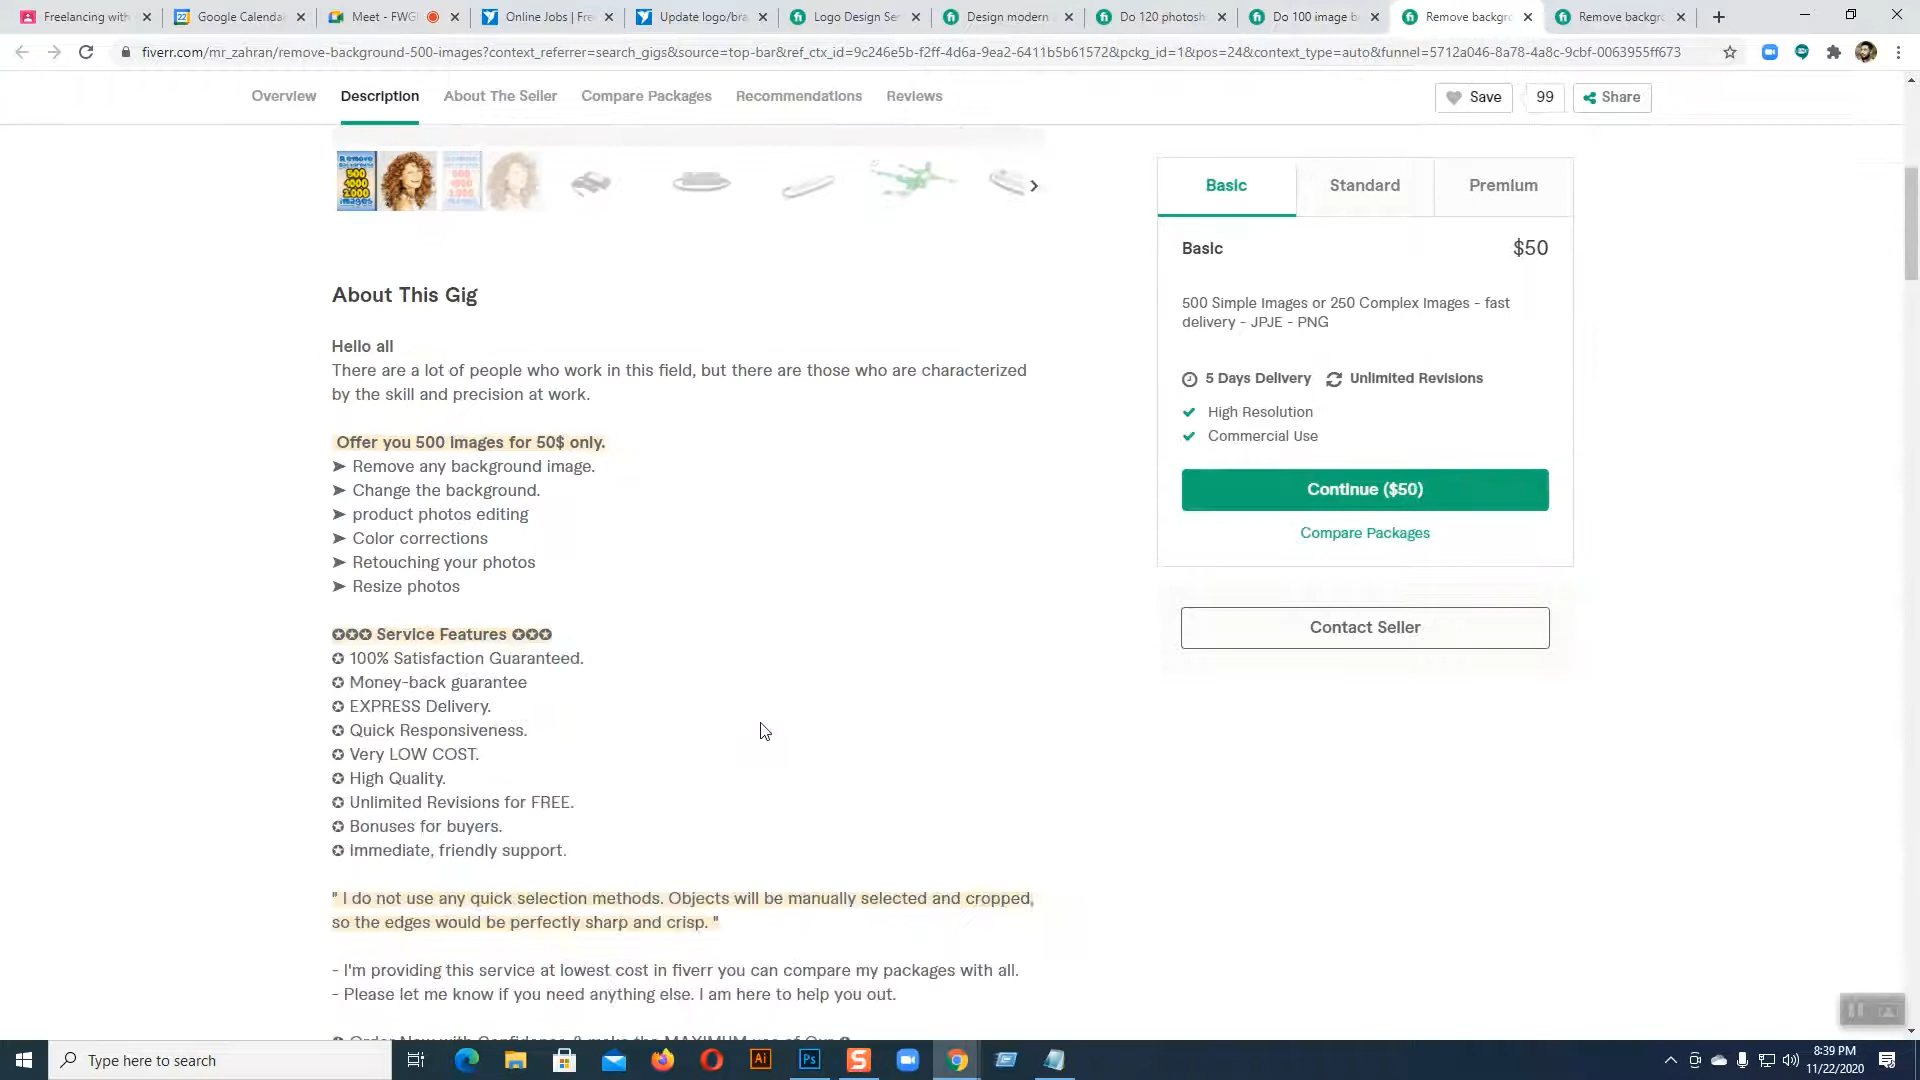 Freelancing with
Google Calenda
Meet - FWG
Online Jobs | Fre
Update logo/bra
Logo Design Se
Design modern
Do 120 photosh
Do 100 image b
Remove backgr
Remove backgr
fiverr.com/mr_zahran/remove-background-500-images?context_referrer=search_gigs&source=top-bar&ref_ctx_id=9c246e5b-f2ff-4d6a-9ea2-6411b5b61572&pckg_id=1&pos=24&context_type=auto&funnel=5712a046-8a78-4a8c-9cbf-0063955ff673
Overview
Description
About The Seller
Compare Packages
Recommendations
Reviews
Save
99
Share
Remove
Backgrounds
500
1000
2000
images
About This Gig
Hello all
There are a lot of people who work in this field, but there are those who are characterized
by the skill and precision at work.
Offer you 500 Images for 50$ only.
➤ Remove any background image.
➤ Change the background.
➤ product photos editing
➤ Color corrections
➤ Retouching your photos
➤ Resize photos
✪✪✪ Service Features ✪✪✪
✪ 100% Satisfaction Guaranteed.
✪ Money-back guarantee
✪ EXPRESS Delivery.
✪ Quick Responsiveness.
✪ Very LOW COST.
✪ High Quality.
✪ Unlimited Revisions for FREE.
✪ Bonuses for buyers.
✪ Immediate, friendly support.
" I do not use any quick selection methods. Objects will be manually selected and cropped,
so the edges would be perfectly sharp and crisp. "
- I'm providing this service at lowest cost in fiverr you can compare my packages with all.
- Please let me know if you need anything else. I am here to help you out.
Basic
Standard
Premium
Basic
$50
500 Simple Images or 250 Complex Images - fast
delivery - JPJE - PNG
5 Days Delivery
Unlimited Revisions
High Resolution
Commercial Use
Continue ($50)
Compare Packages
Contact Seller
Type here to search
8:39 PM
11/22/2020